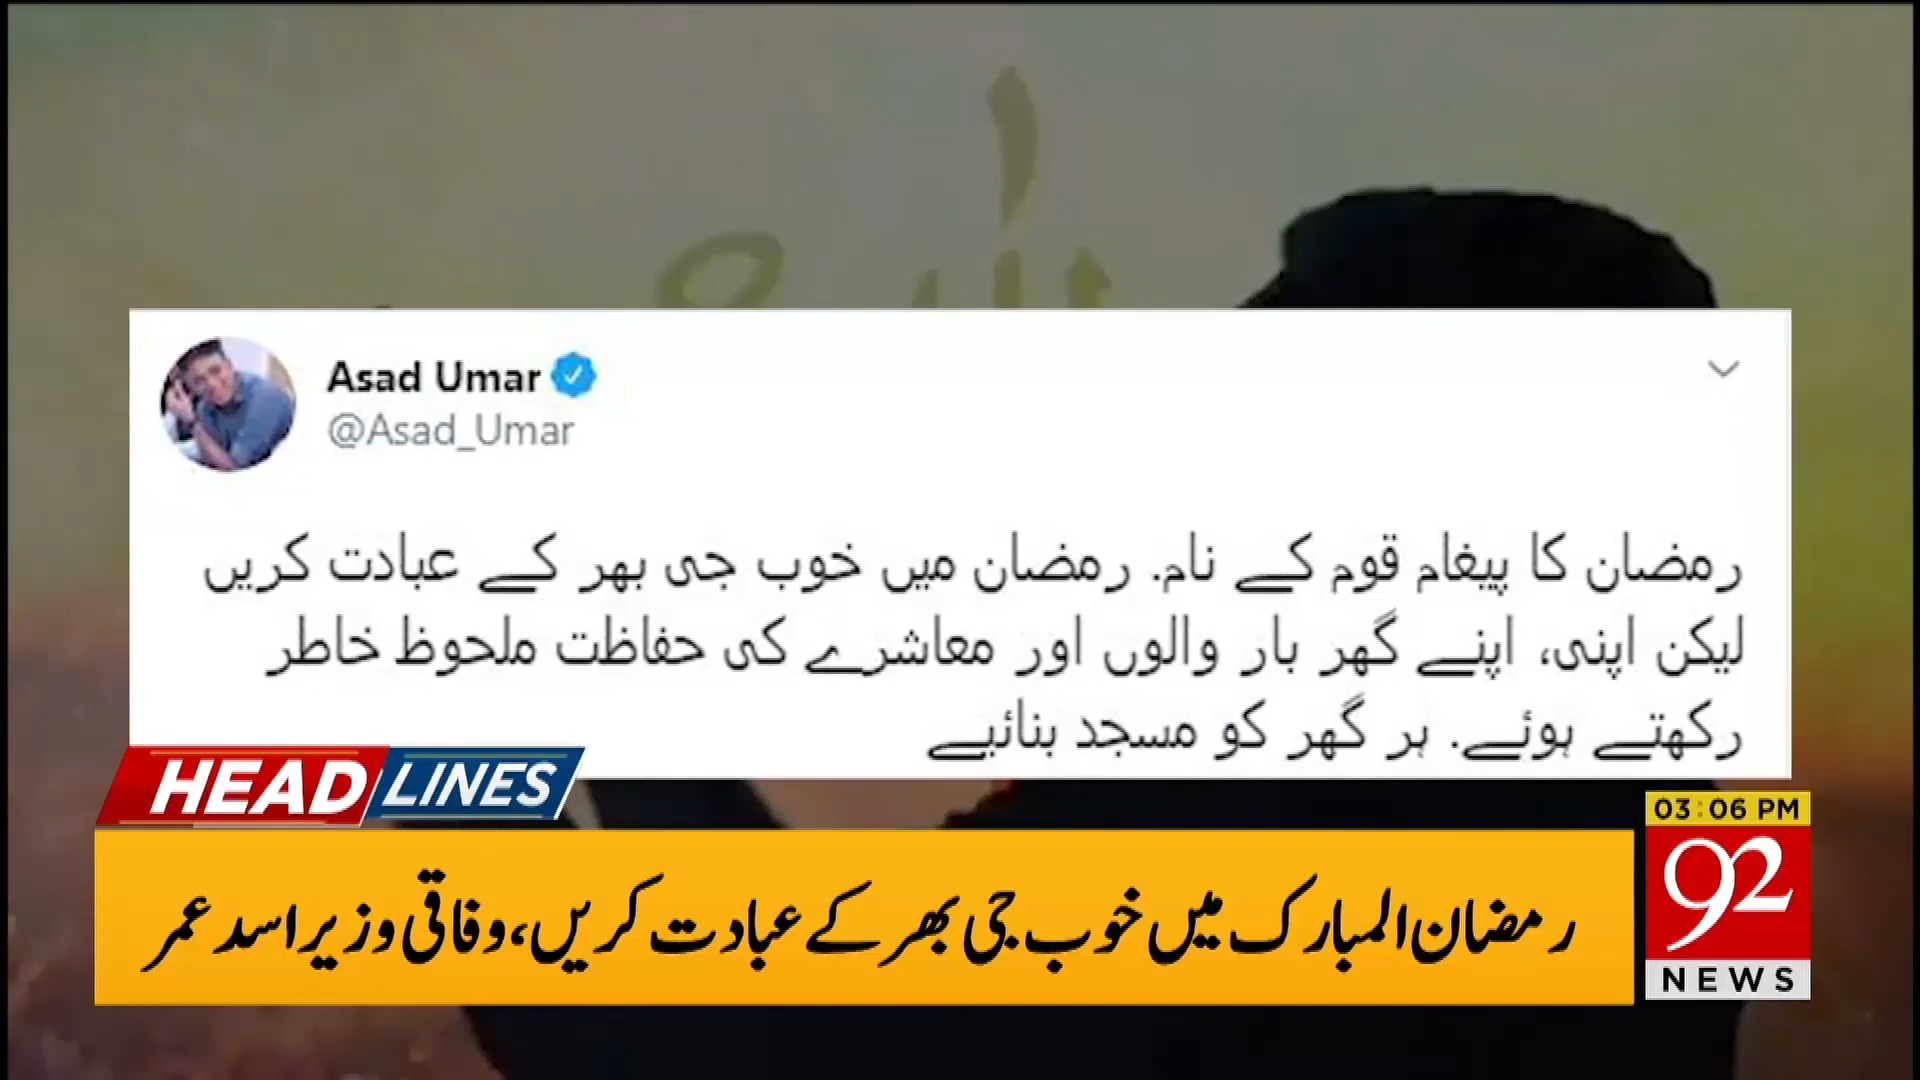 Asad Umar
@Asad_Umar
رمضان کا پیغام قوم کے نام. رمضان میں خوب جی بھر کے عبادت کریں
لیکن اپنی، اپنے گھر بار والوں اور معاشرے کی حفاظت ملحوظ خاطر
رکھتے ہوئے. ہر گھر کو مسجد بنائیے
HEADLINES
03:06 PM
رمضان المبارک میں خوب جی بھر کے عبادت کریں، وفاقی وزیر اسد عمر
92
NEWS